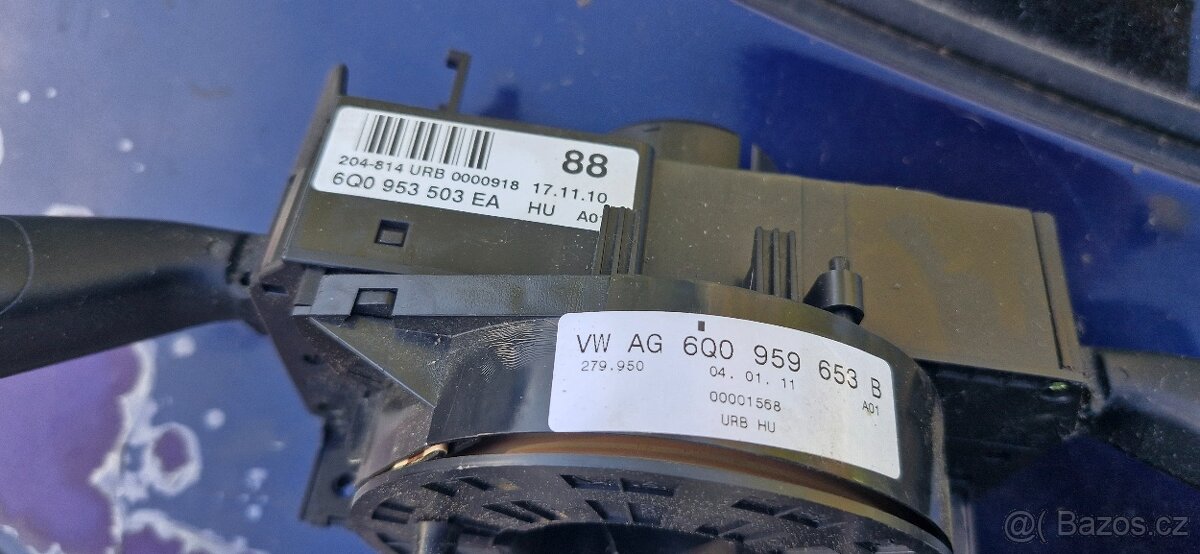 88
204-814 URB 0000918 17.11.10
6Q0 953 503 EA HU A01
VW AG 6Q0 959 653 B
279.950 04. 01. 11 A01
00001568
URB HU
@( Bazos.cz